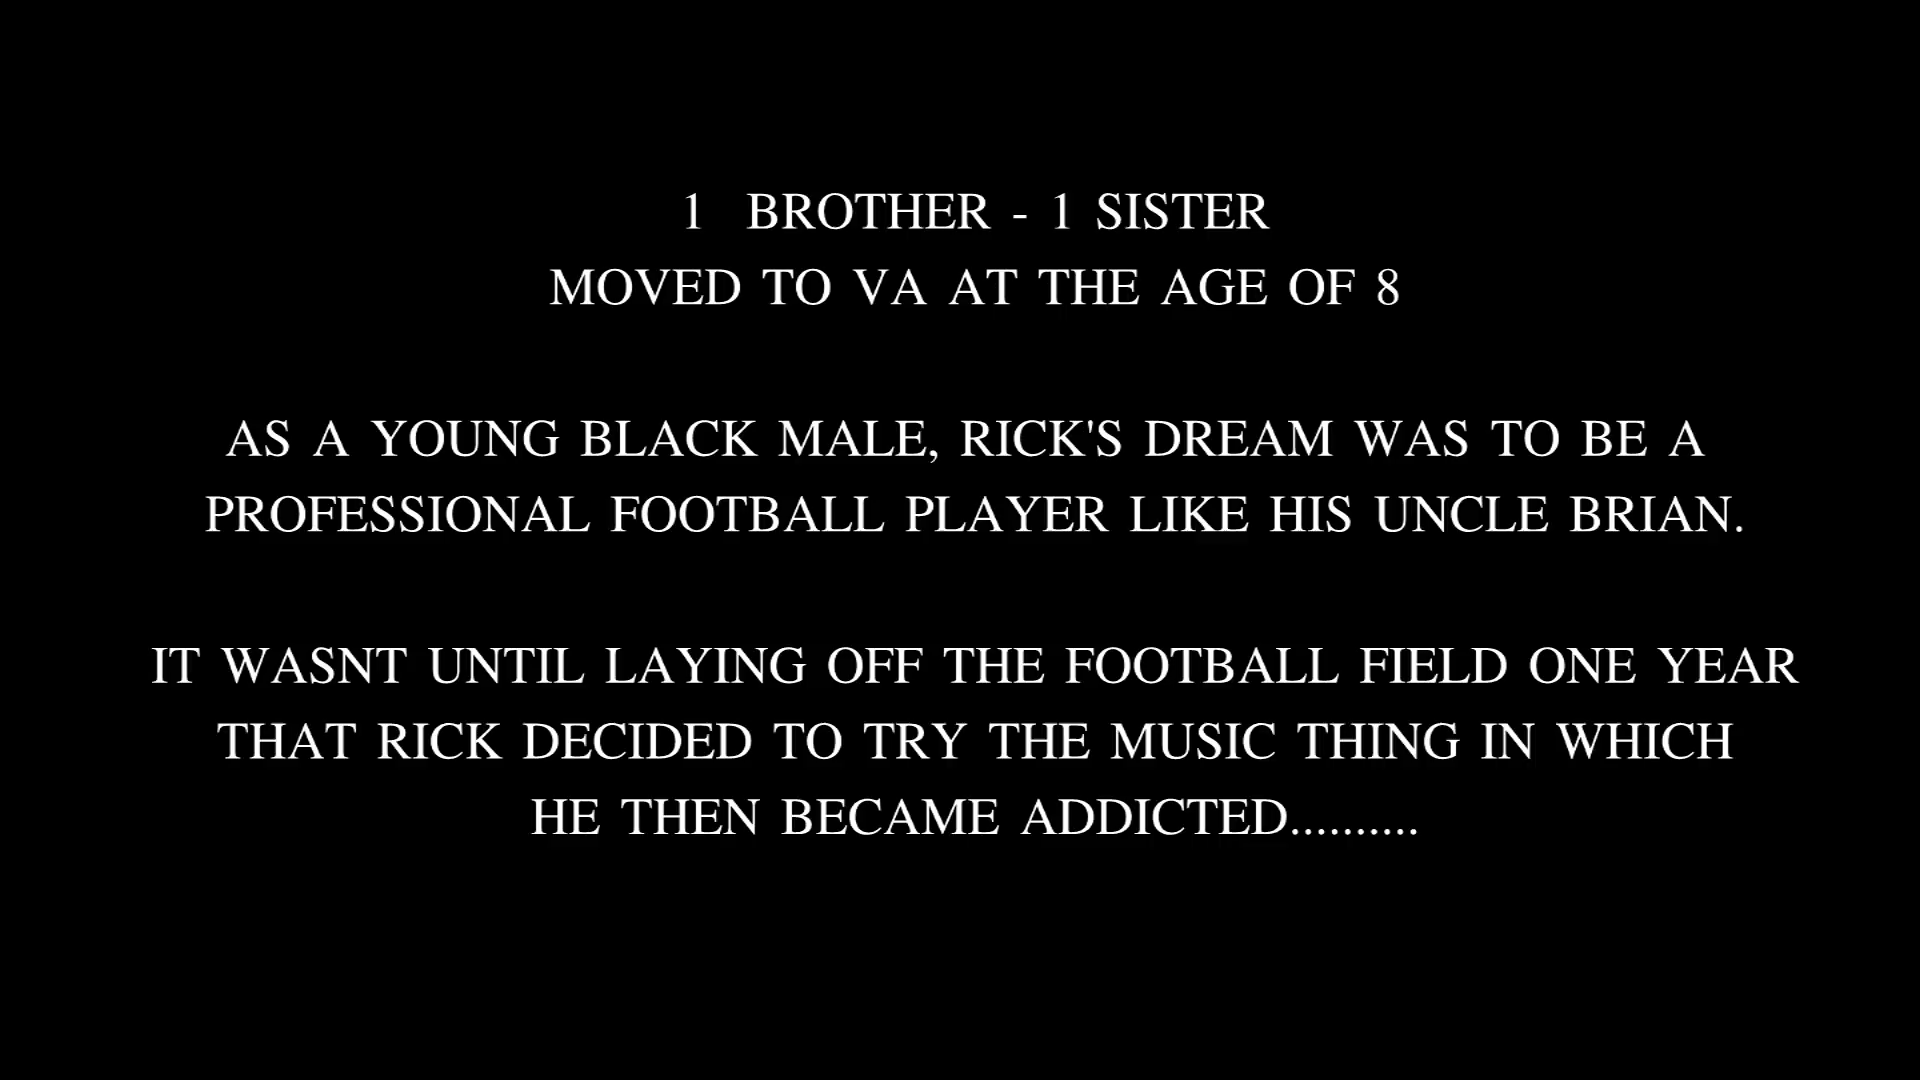 1 BROTHER - 1 SISTER
MOVED TO VA AT THE AGE OF 8
AS A YOUNG BLACK MALE, RICK'S DREAM WAS TO BE A
PROFESSIONAL FOOTBALL PLAYER LIKE HIS UNCLE BRIAN.
IT WASNT UNTIL LAYING OFF THE FOOTBALL FIELD ONE YEAR
THAT RICK DECIDED TO TRY THE MUSIC THING IN WHICH
HE THEN BECAME ADDICTED..........